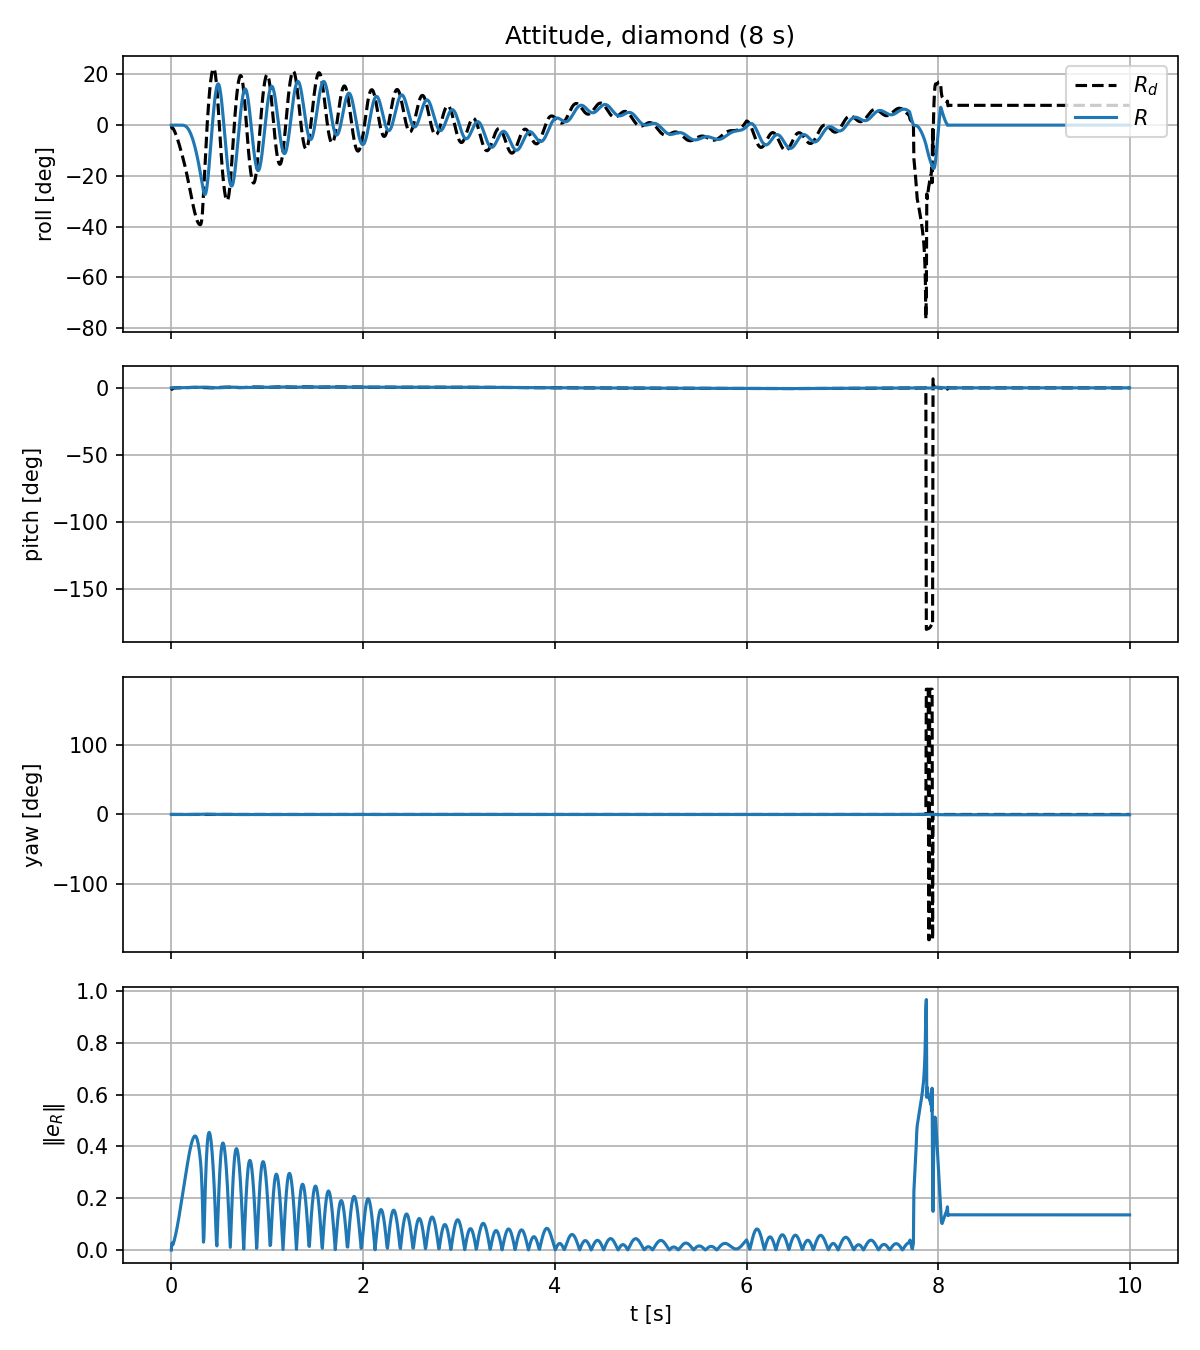 Attitude, diamond (8 s)
roll [deg]
20
0
−20
−40
−60
−80
R_d
R
pitch [deg]
0
−50
−100
−150
yaw [deg]
100
0
−100
‖e_R‖
1.0
0.8
0.6
0.4
0.2
0.0
0 2 4 6 8 10
t [s]